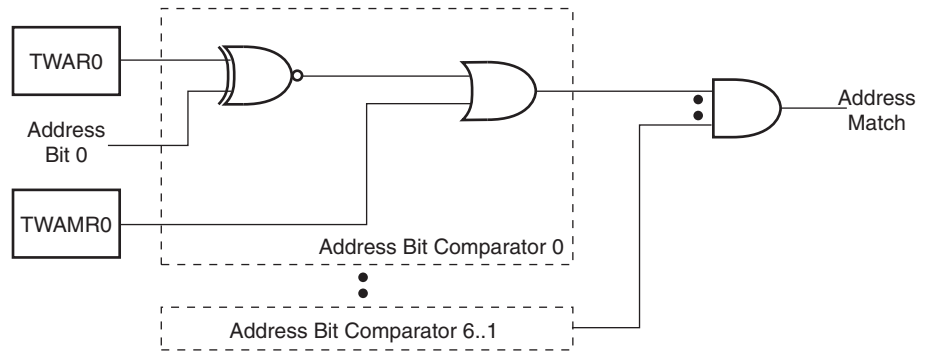 TWAR0
Address
Bit 0
TWAMR0
Address Bit Comparator 0
Address Bit Comparator 6..1
Address
Match